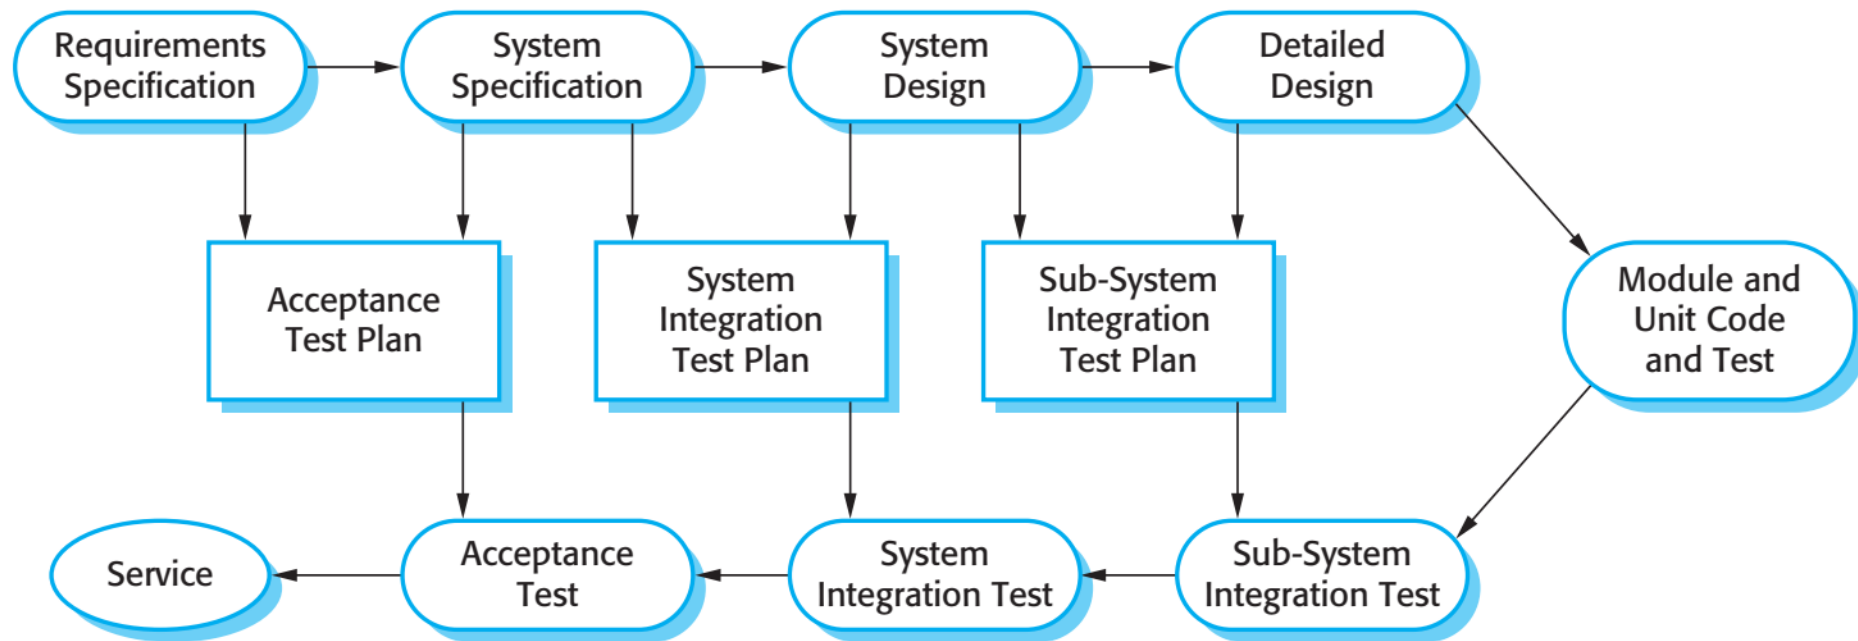 Requirements
Specification
System
Specification
System
Design
Detailed
Design
Acceptance
Test Plan
System
Integration
Test Plan
Sub-System
Integration
Test Plan
Module and
Unit Code
and Test
Service
Acceptance
Test
System
Integration Test
Sub-System
Integration Test